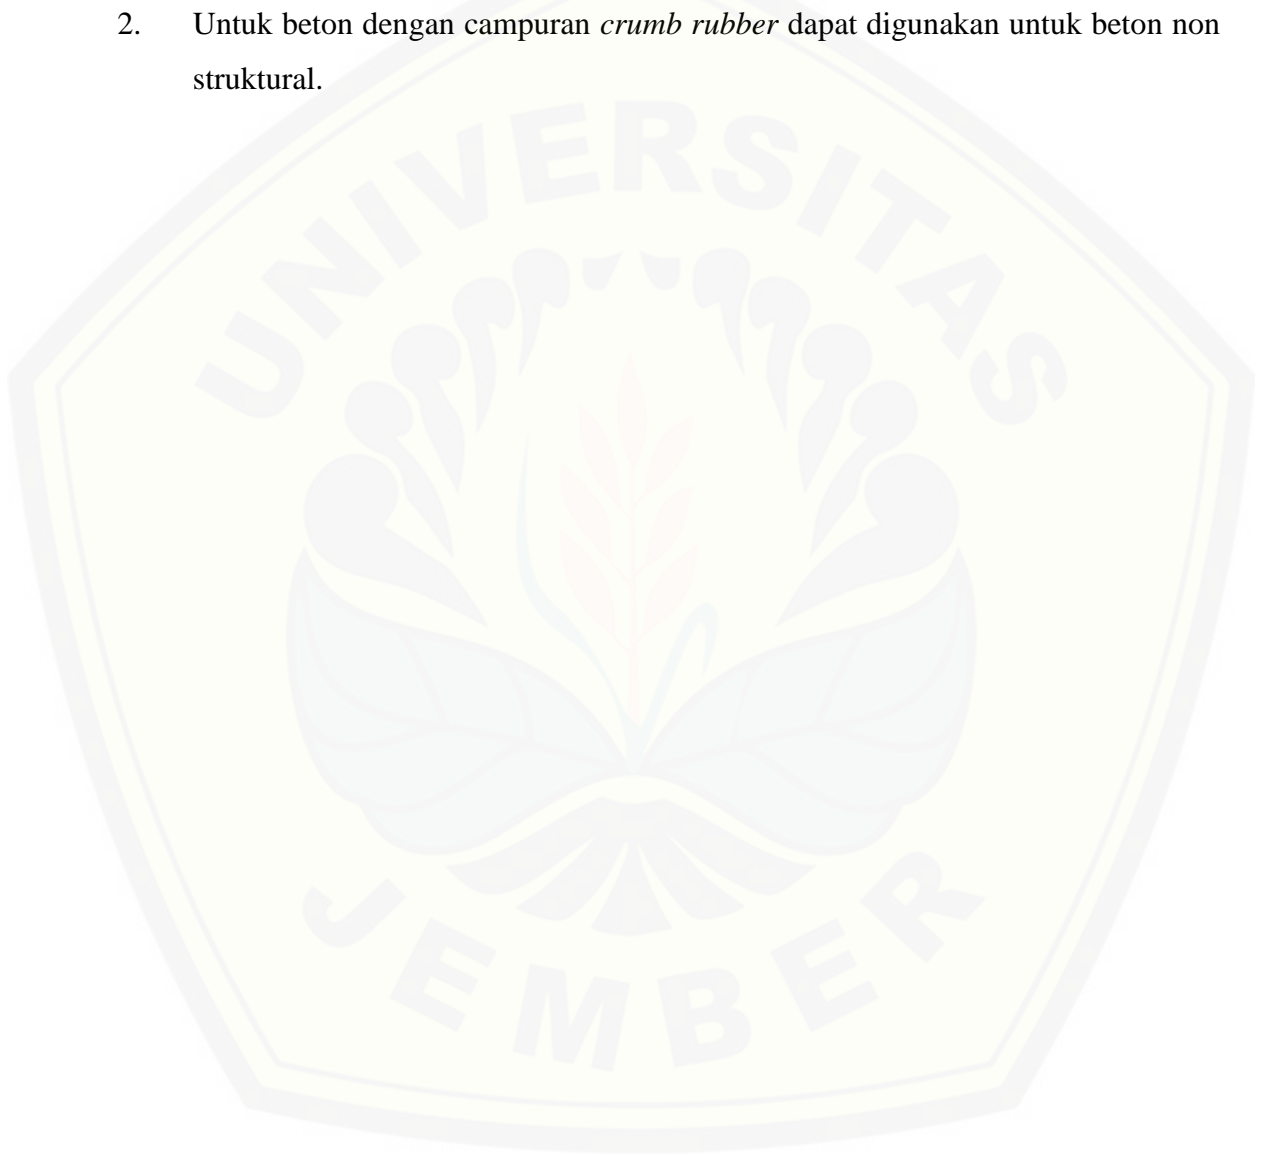 2. Untuk beton dengan campuran crumb rubber dapat digunakan untuk beton non
struktural.
UNIVERSITAS
JEMBER